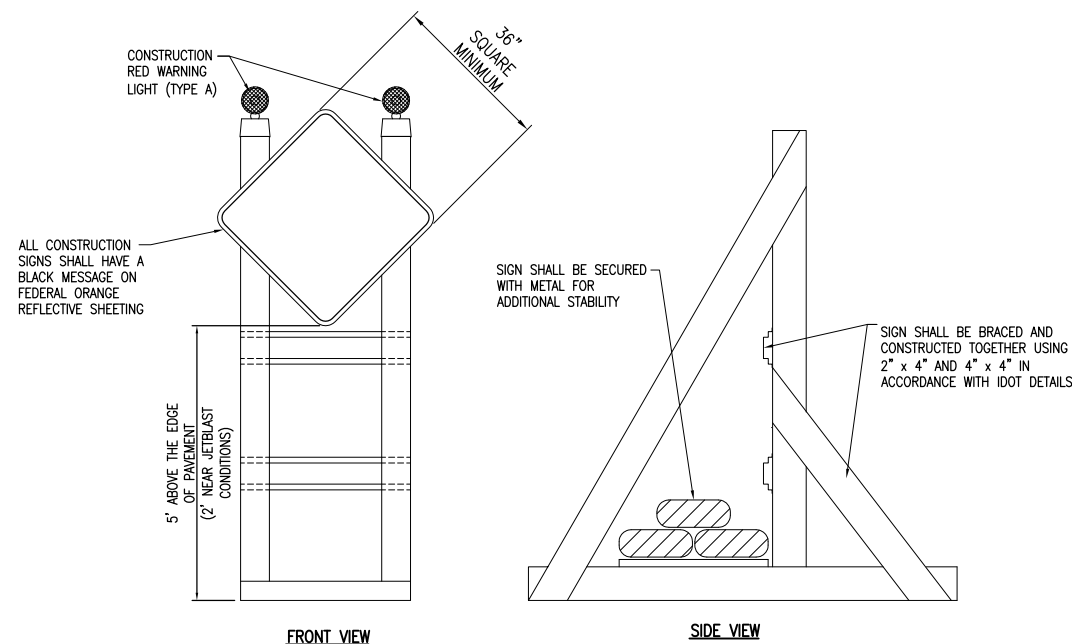 CONSTRUCTION
RED WARNING
LIGHT (TYPE A)
36"
SQUARE
MINIMUM
ALL CONSTRUCTION
SIGNS SHALL HAVE A
BLACK MESSAGE ON
FEDERAL ORANGE
REFLECTIVE SHEETING
5' ABOVE THE EDGE
OF PAVEMENT
(2' NEAR JETBLAST
CONDITIONS)
FRONT VIEW
SIGN SHALL BE SECURED
WITH METAL FOR
ADDITIONAL STABILITY
SIGN SHALL BE BRACED AND
CONSTRUCTED TOGETHER USING
2" x 4" AND 4" x 4" IN
ACCORDANCE WITH IDOT DETAILS
SIDE VIEW